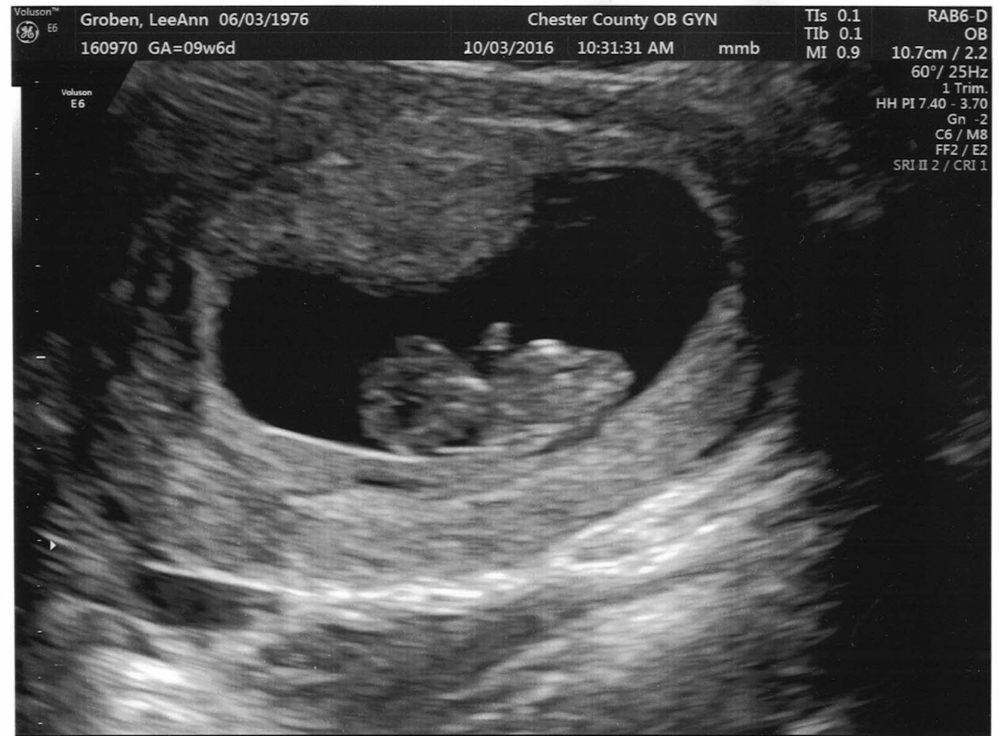 Voluson™
E6
Groben, LeeAnn 06/03/1976
160970 GA=09w6d
Chester County OB GYN
10/03/2016 10:31:31 AM mmb
TIs 0.1
TIb 0.1
MI 0.9
RAB6-D
OB
10.7cm / 2.2
60°/ 25Hz
1 Trim.
HH PI 7.40 - 3.70
Gn -2
C6 / M8
FF2 / E2
SRI II 2 / CRI 1
Voluson
E6